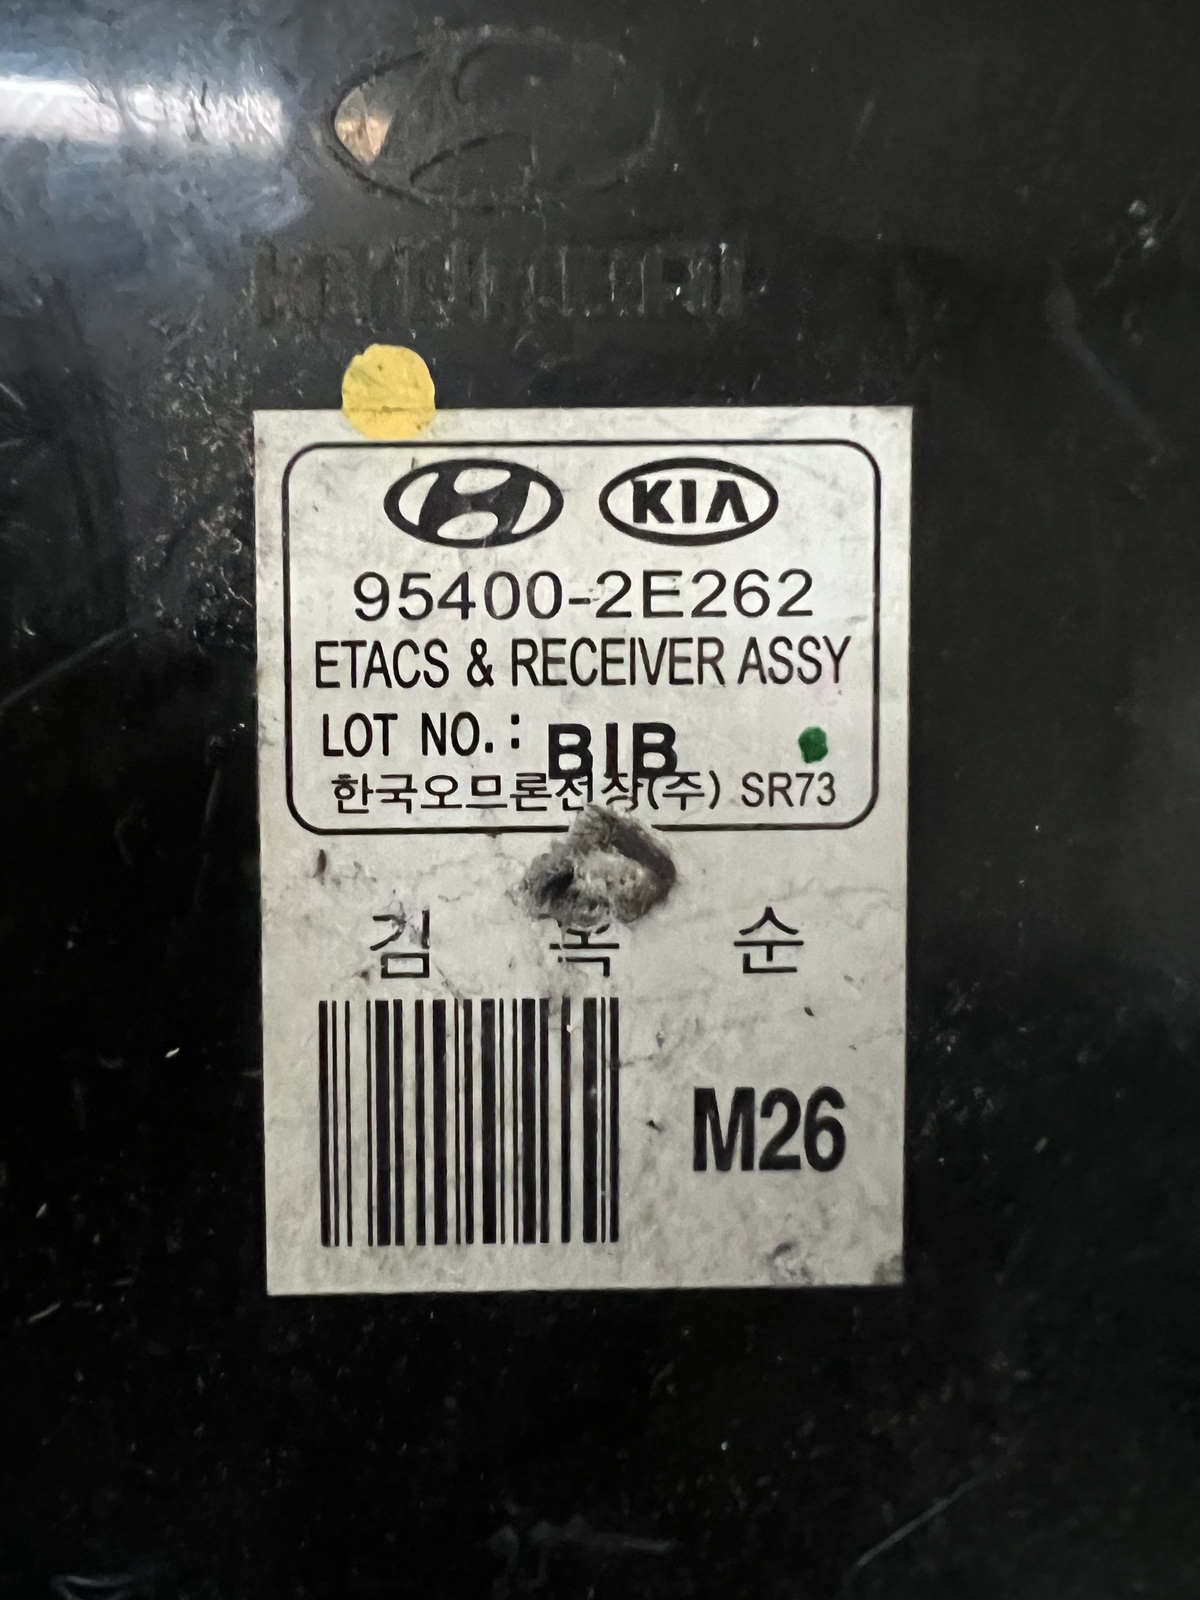 KIA
95400-2E262
ETACS & RECEIVER ASSY
LOT NO.: BIB
한국오므론전장(주) SR73
김 순
M26